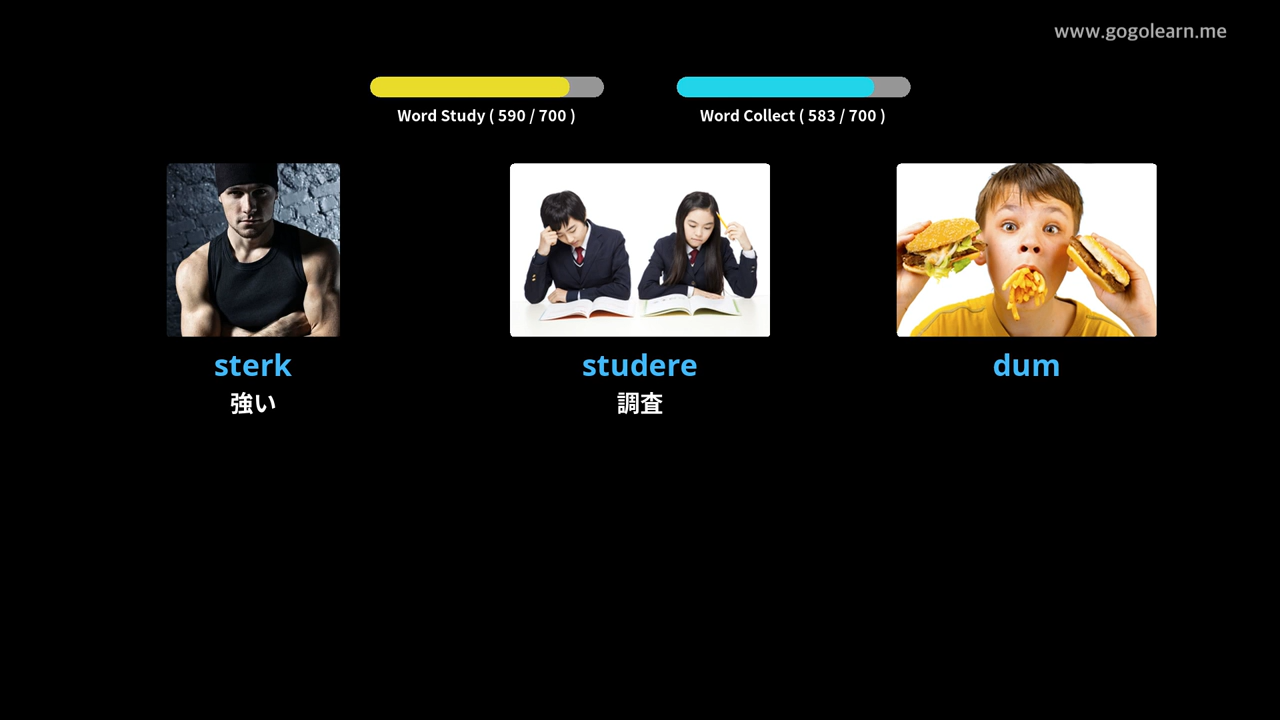 www.gogolearn.me
Word Study ( 590 / 700 )
Word Collect ( 583 / 700 )
sterk
強い
studere
調査
dum